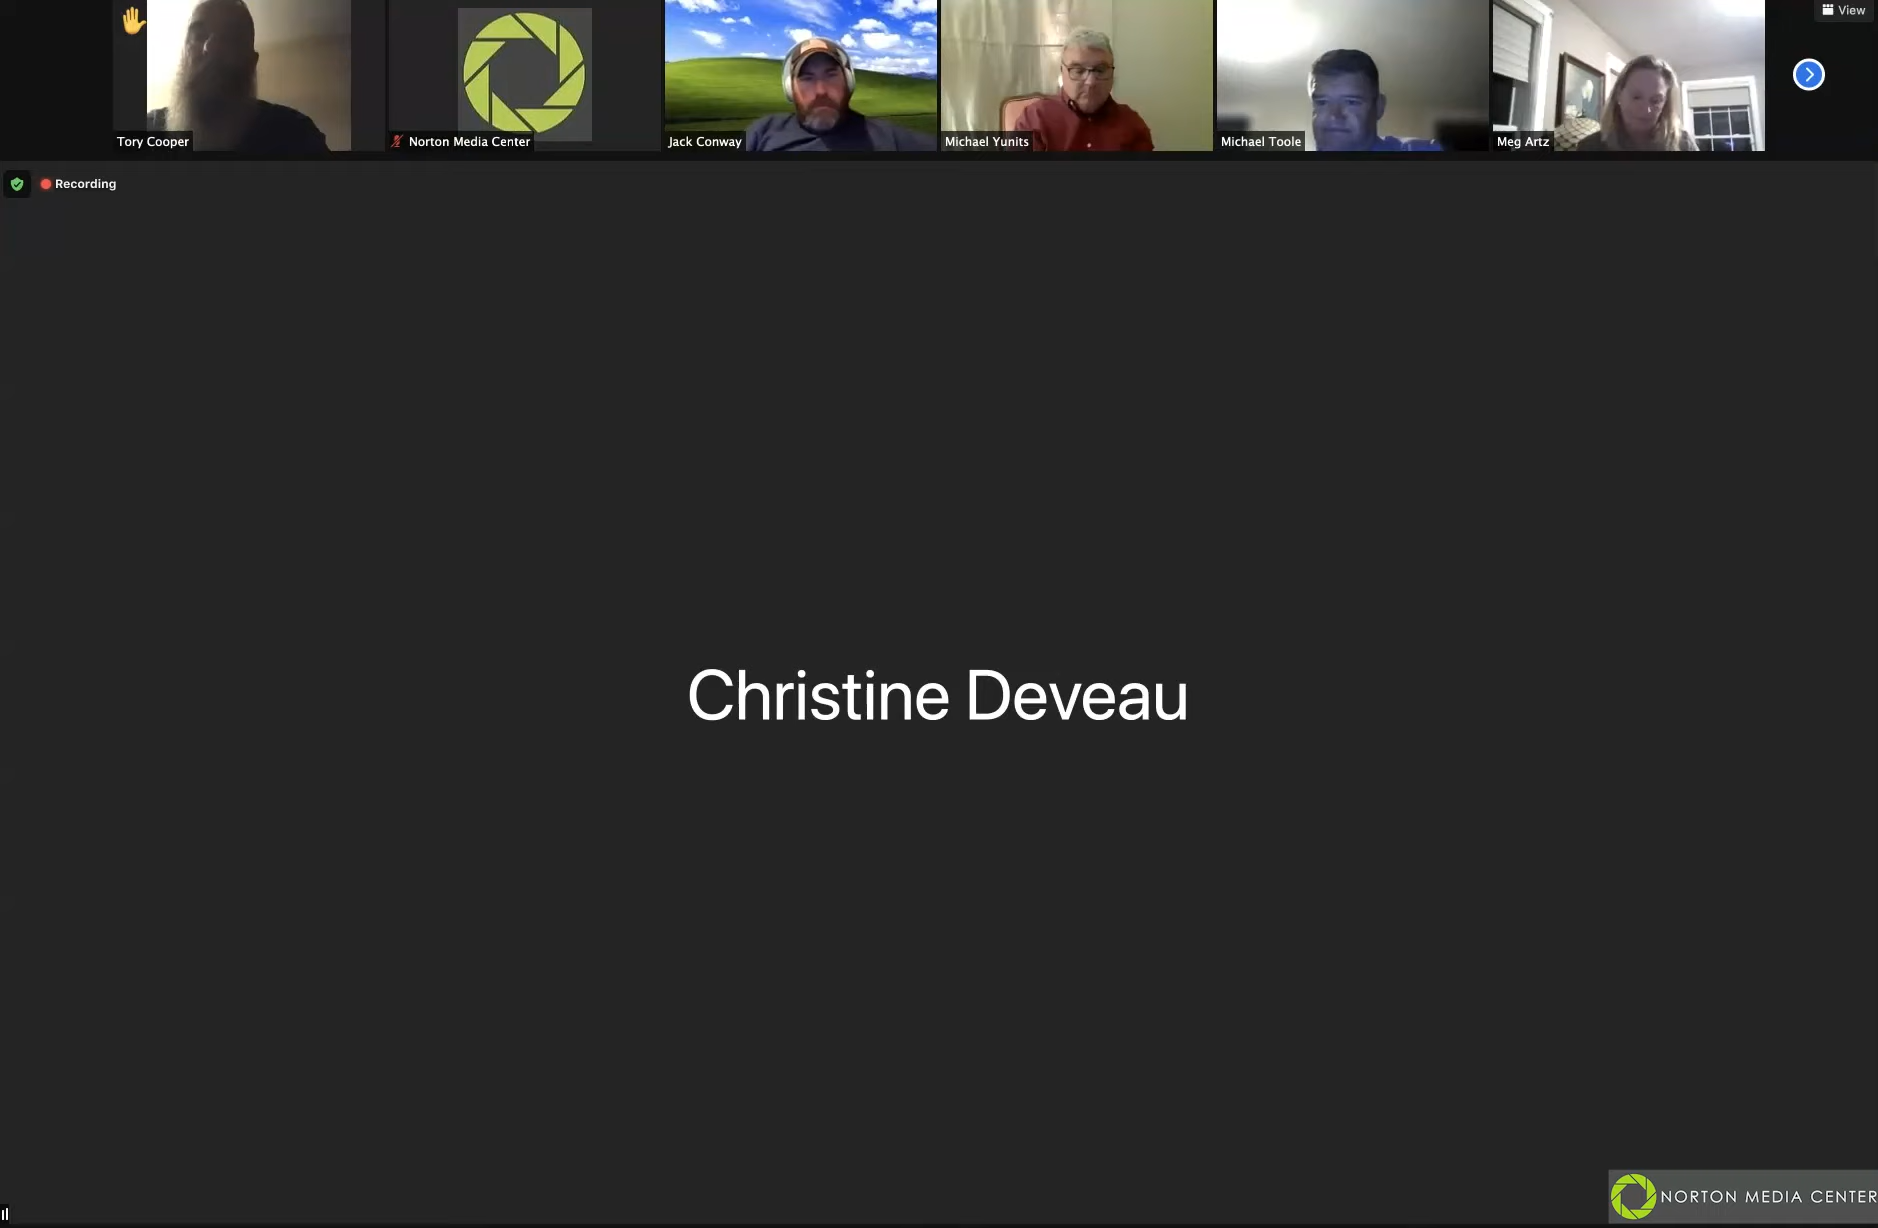 View
Tory Cooper
Norton Media Center
Jack Conway
Michael Yunits
Michael Toole
Meg Artz
Recording
Christine Deveau
NORTON MEDIA CENTER